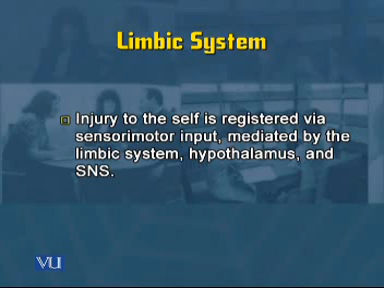 Limbic System
Injury to the self is registered via
sensorimotor input, mediated by the
limbic system, hypothalamus, and
SNS.
VU